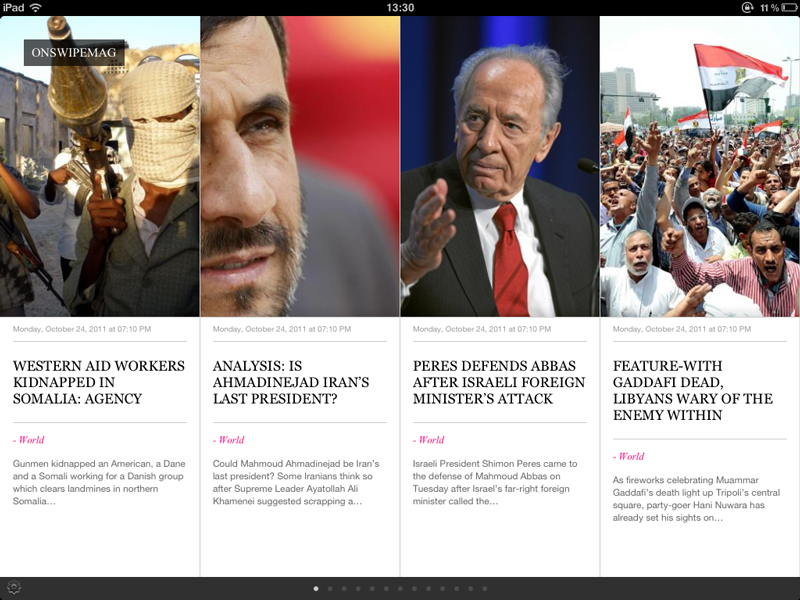 iPad 13:30 11 %
ONSWIPEMAG
Monday, October 24, 2011 at 07:10 PM
WESTERN AID WORKERS
KIDNAPPED IN
SOMALIA: AGENCY
- World
Gunmen kidnapped an American, a Dane
and a Somali working for a Danish group
which clears landmines in northern
Somalia…
Monday, October 24, 2011 at 07:10 PM
ANALYSIS: IS
AHMADINEJAD IRAN’S
LAST PRESIDENT?
- World
Could Mahmoud Ahmadinejad be Iran’s
last president? Some Iranians think so
after Supreme Leader Ayatollah Ali
Khamenei suggested scrapping a…
Monday, October 24, 2011 at 07:10 PM
PERES DEFENDS ABBAS
AFTER ISRAELI FOREIGN
MINISTER’S ATTACK
- World
Israeli President Shimon Peres came to
the defense of Mahmoud Abbas on
Tuesday after Israel’s far-right foreign
minister called the…
Monday, October 24, 2011 at 07:10 PM
FEATURE-WITH
GADDAFI DEAD,
LIBYANS WARY OF THE
ENEMY WITHIN
- World
As fireworks celebrating Muammar
Gaddafi’s death light up Tripoli’s central
square, party-goer Hani Nuwara has
already set his sights on…